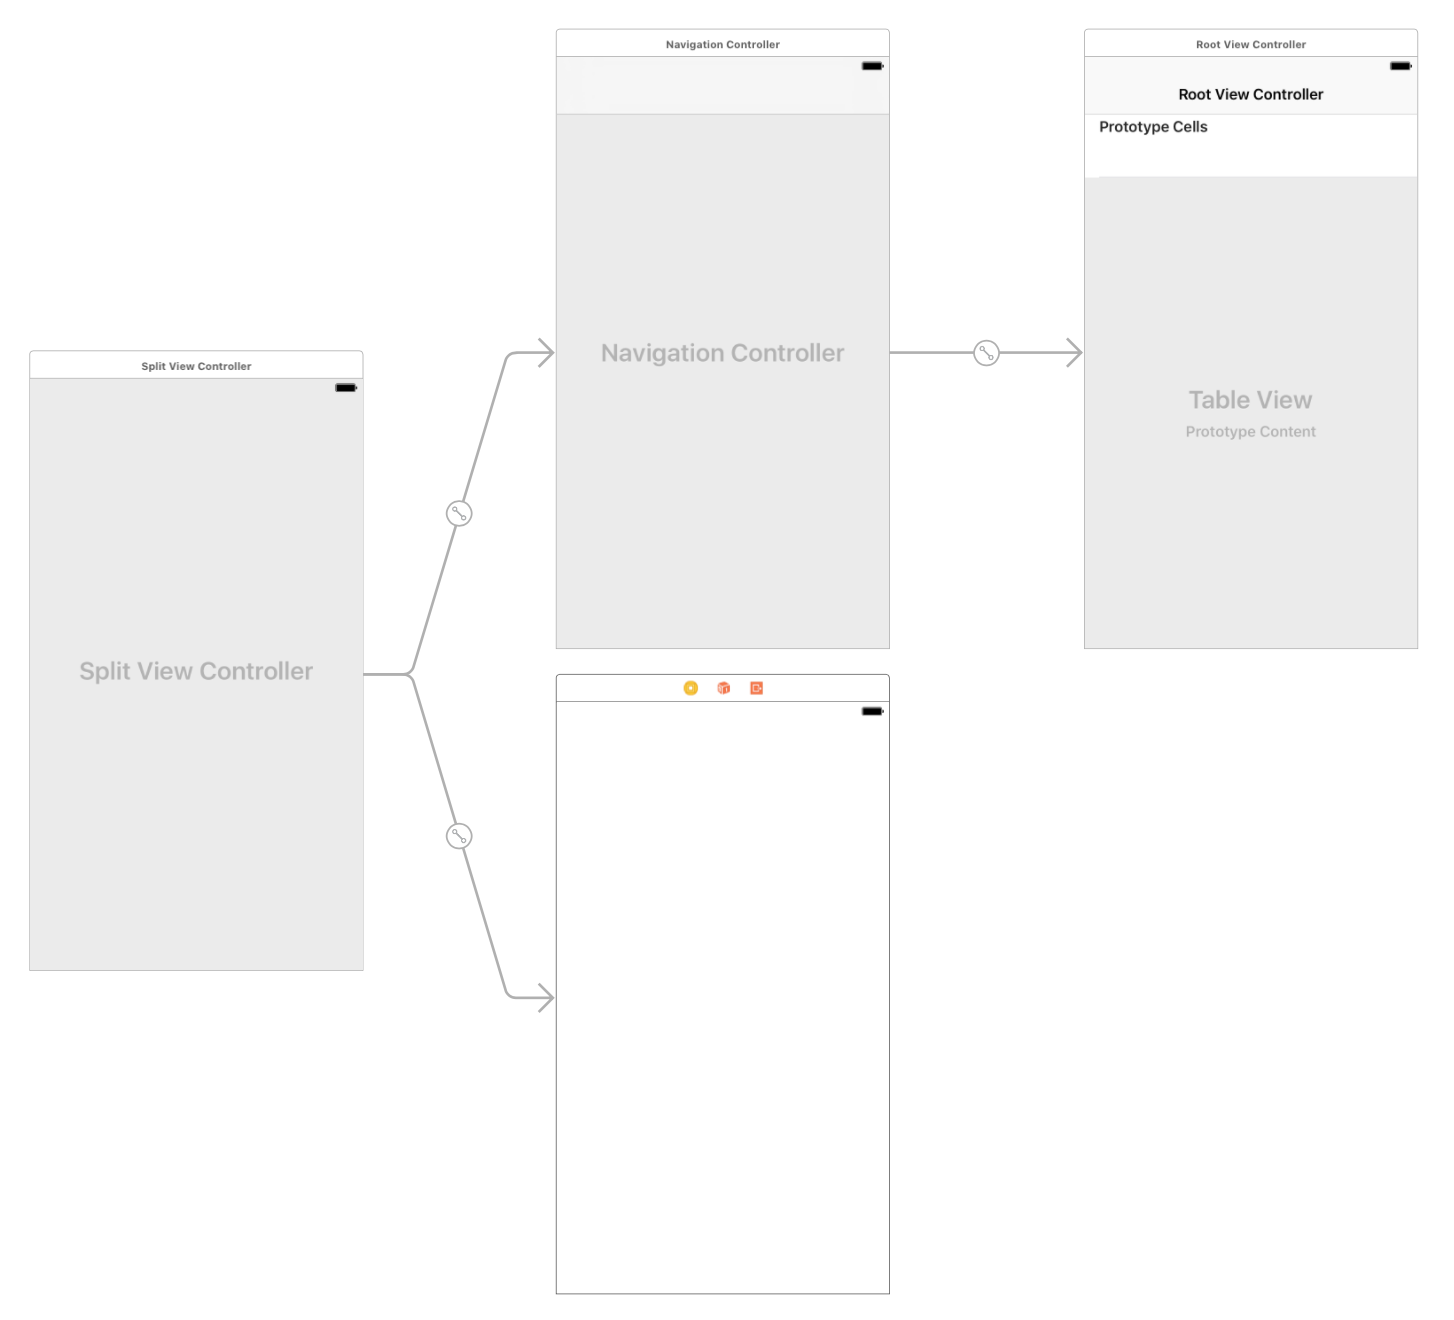 Navigation Controller
Root View Controller
Root View Controller
Prototype Cells
Navigation Controller
Split View Controller
Table View
Prototype Content
Split View Controller